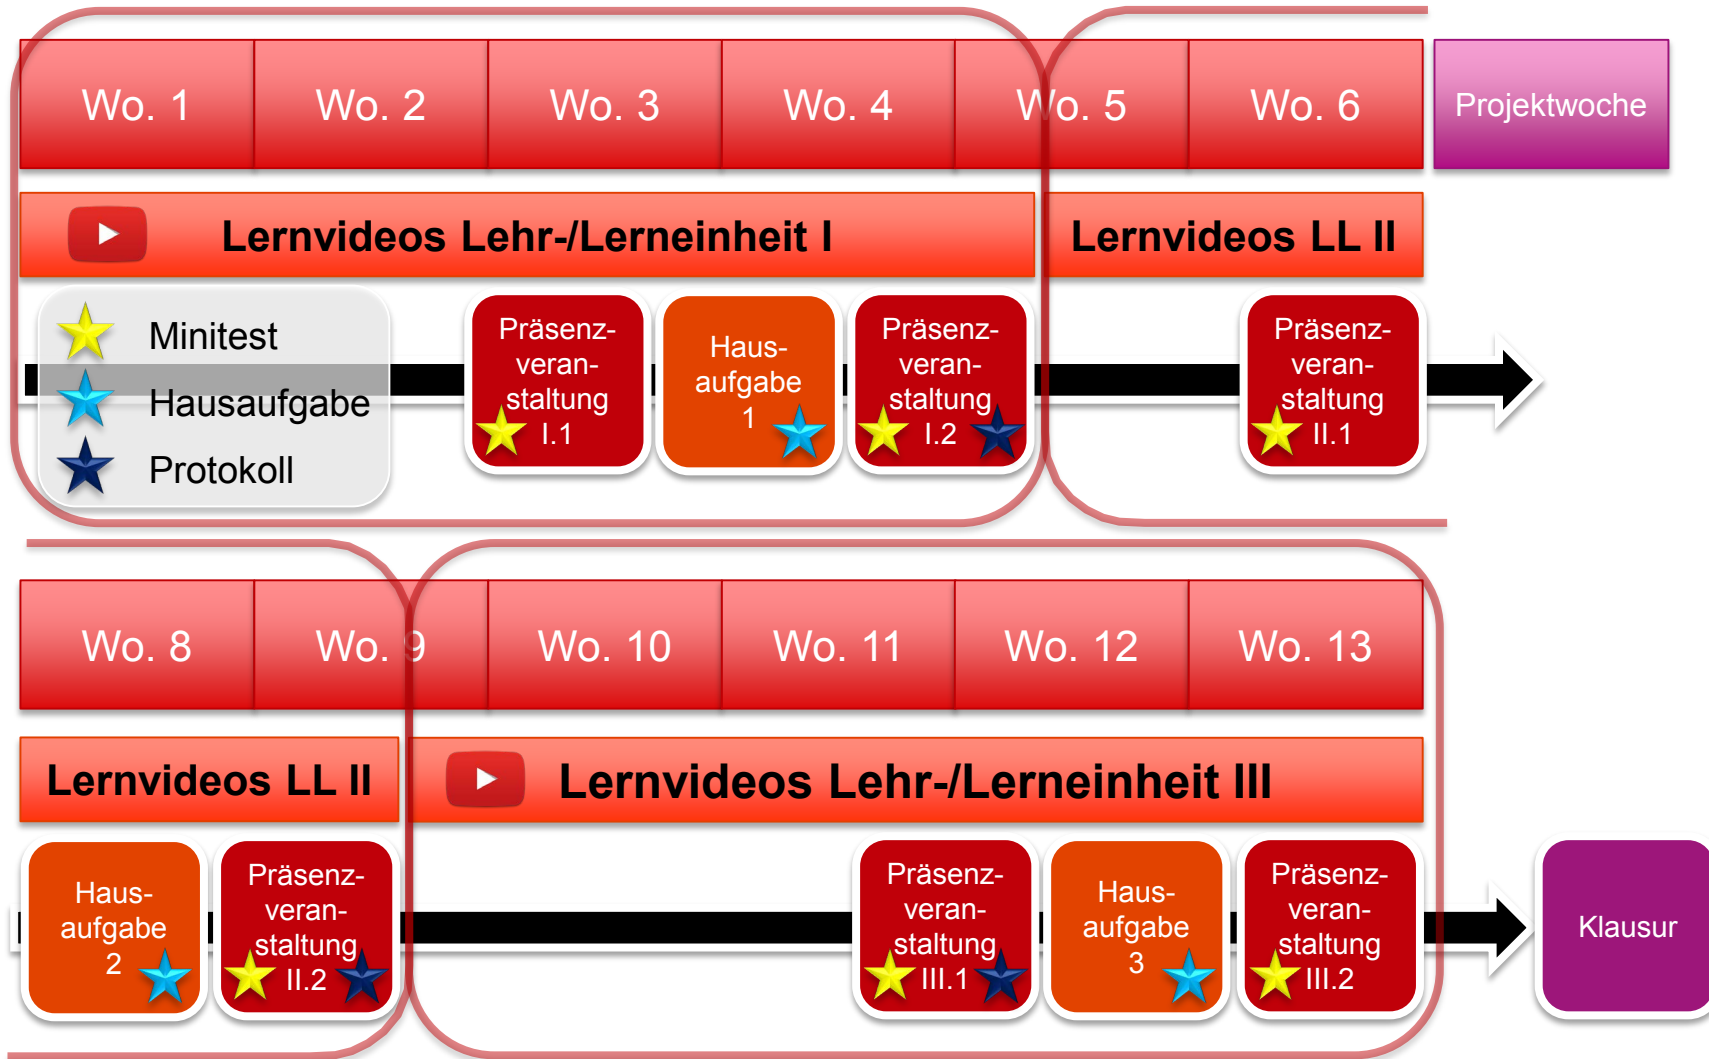 Wo. 1
Wo. 2
Wo. 3
Wo. 4
Wo. 5
Wo. 6
Projektwoche
Lernvideos Lehr-/Lerneinheit I
Lernvideos LL II
Minitest
Hausaufgabe
Protokoll
Präsenz-
veran-
staltung
I.1
Haus-
aufgabe
1
Präsenz-
veran-
staltung
I.2
Präsenz-
veran-
staltung
II.1
Wo. 8
Wo. 9
Wo. 10
Wo. 11
Wo. 12
Wo. 13
Lernvideos LL II
Lernvideos Lehr-/Lerneinheit III
Haus-
aufgabe
2
Präsenz-
veran-
staltung
II.2
Präsenz-
veran-
staltung
III.1
Haus-
aufgabe
3
Präsenz-
veran-
staltung
III.2
Klausur